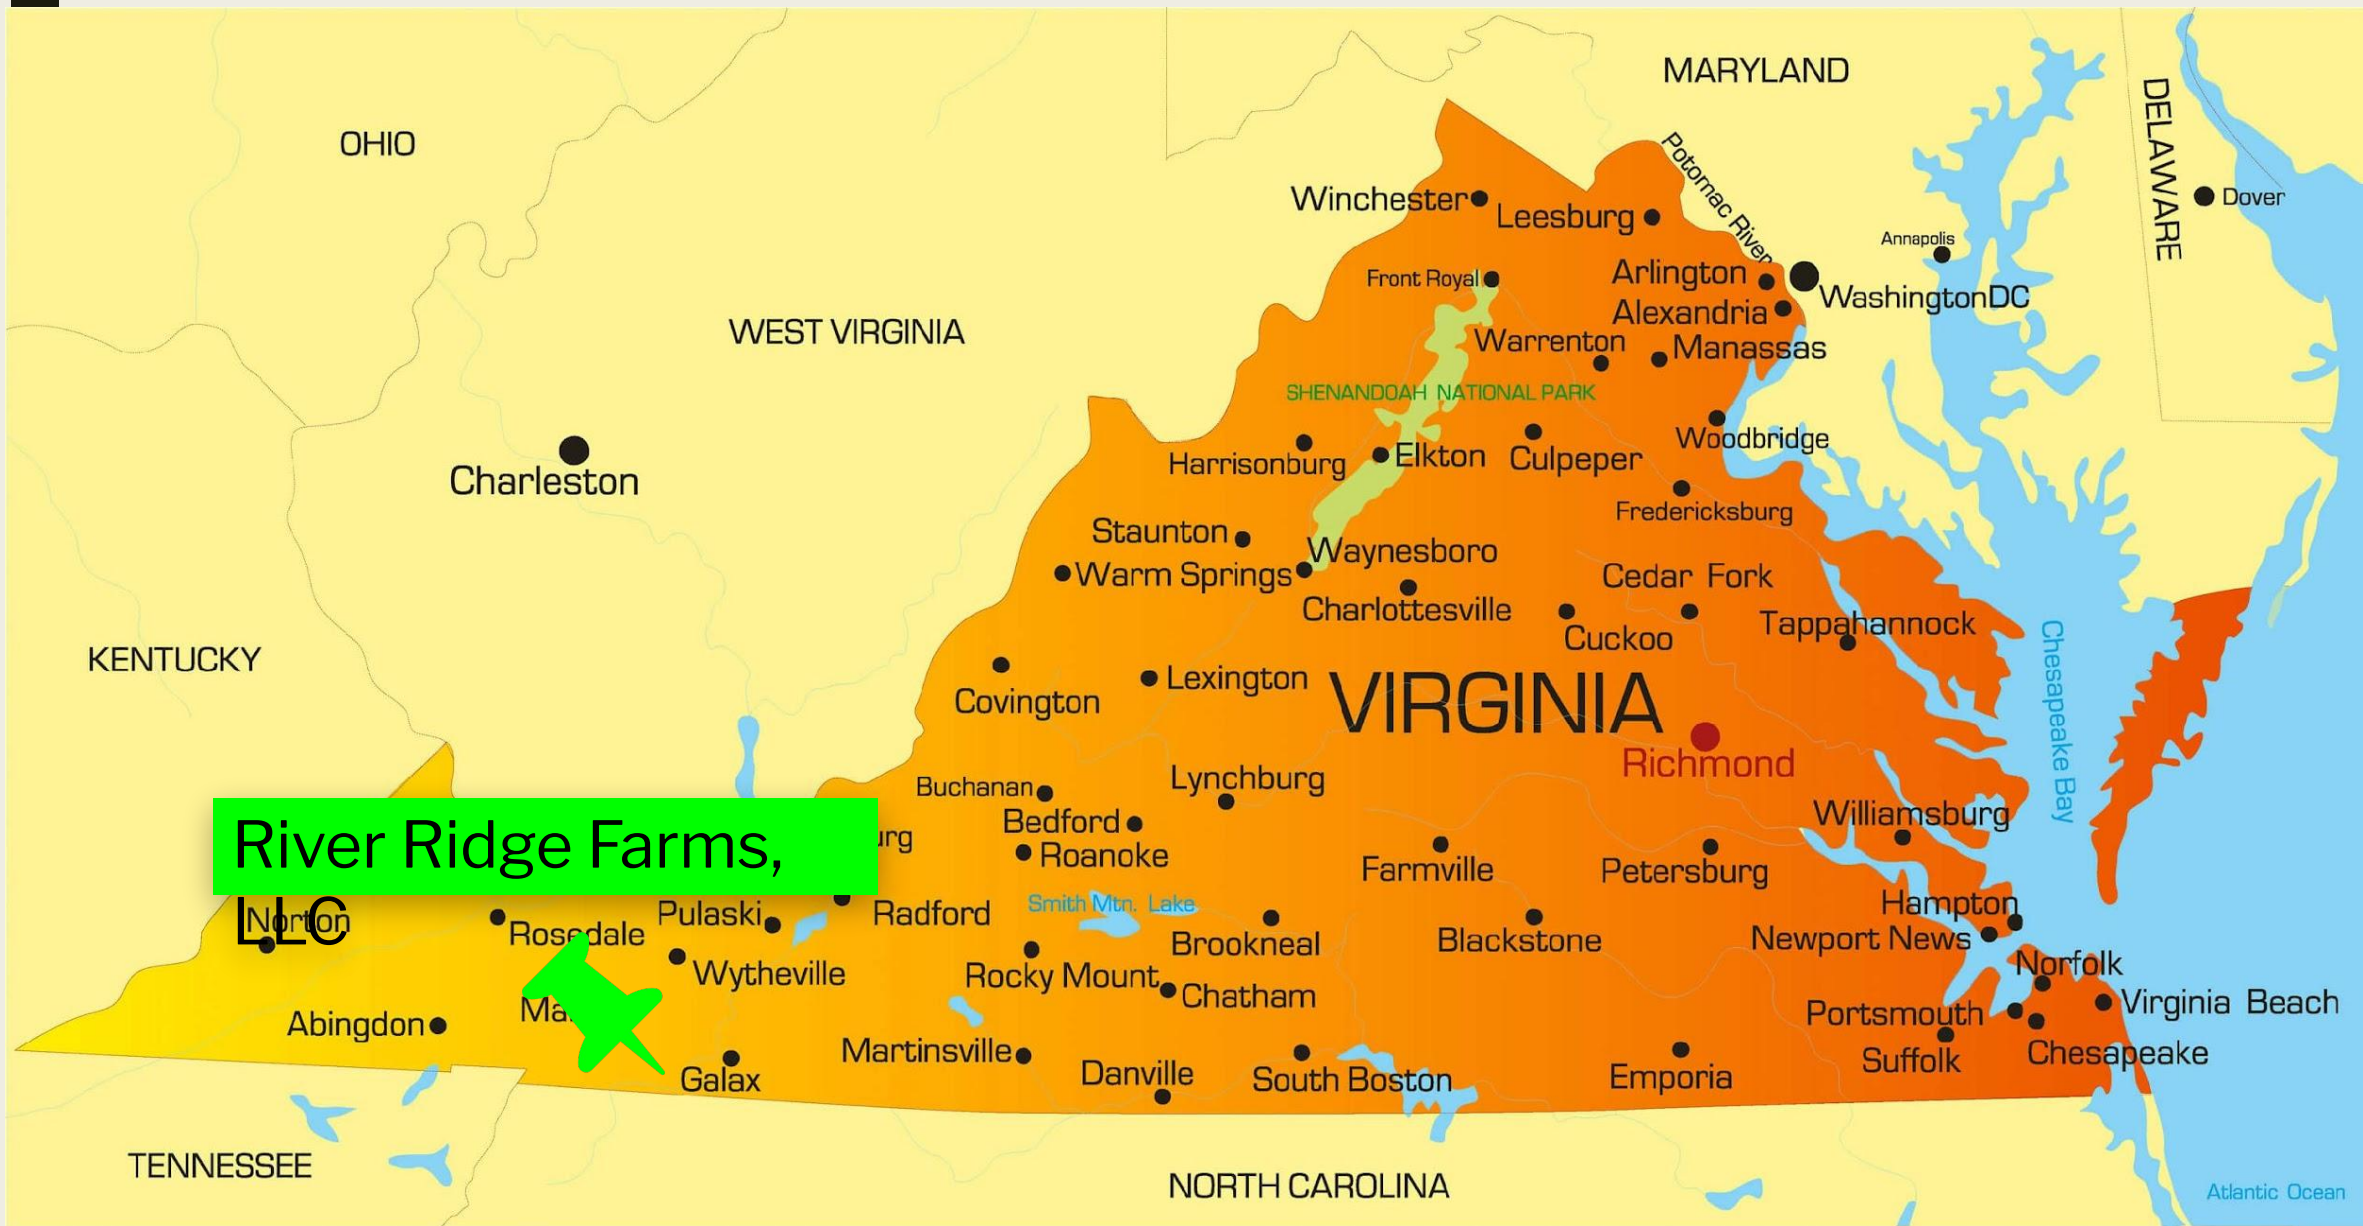 MARYLAND
DELAWARE
OHIO
Potomac River
Winchester
Leesburg
Dover
Annapolis
Front Royal
Arlington
WashingtonDC
Alexandria
WEST VIRGINIA
Warrenton
Manassas
SHENANDOAH NATIONAL PARK
Woodbridge
Harrisonburg
Elkton
Culpeper
Charleston
Fredericksburg
Staunton
Waynesboro
Warm Springs
Cedar Fork
Charlottesville
Cuckoo
Tappahannock
KENTUCKY
Chesapeake Bay
Lexington
Covington
VIRGINIA
Richmond
Buchanan
Lynchburg
Williamsburg
River Ridge Farms,
LLC
urg
Bedford
Roanoke
Farmville
Petersburg
Norton
Rosedale
Pulaski
Radford
Smith Mtn. Lake
Hampton
Brookneal
Blackstone
Newport News
Wytheville
Rocky Mount
Norfolk
Chatham
Virginia Beach
Ma
Abingdon
Portsmouth
Martinsville
Suffolk
Chesapeake
Galax
Danville
South Boston
Emporia
TENNESSEE
NORTH CAROLINA
Atlantic Ocean